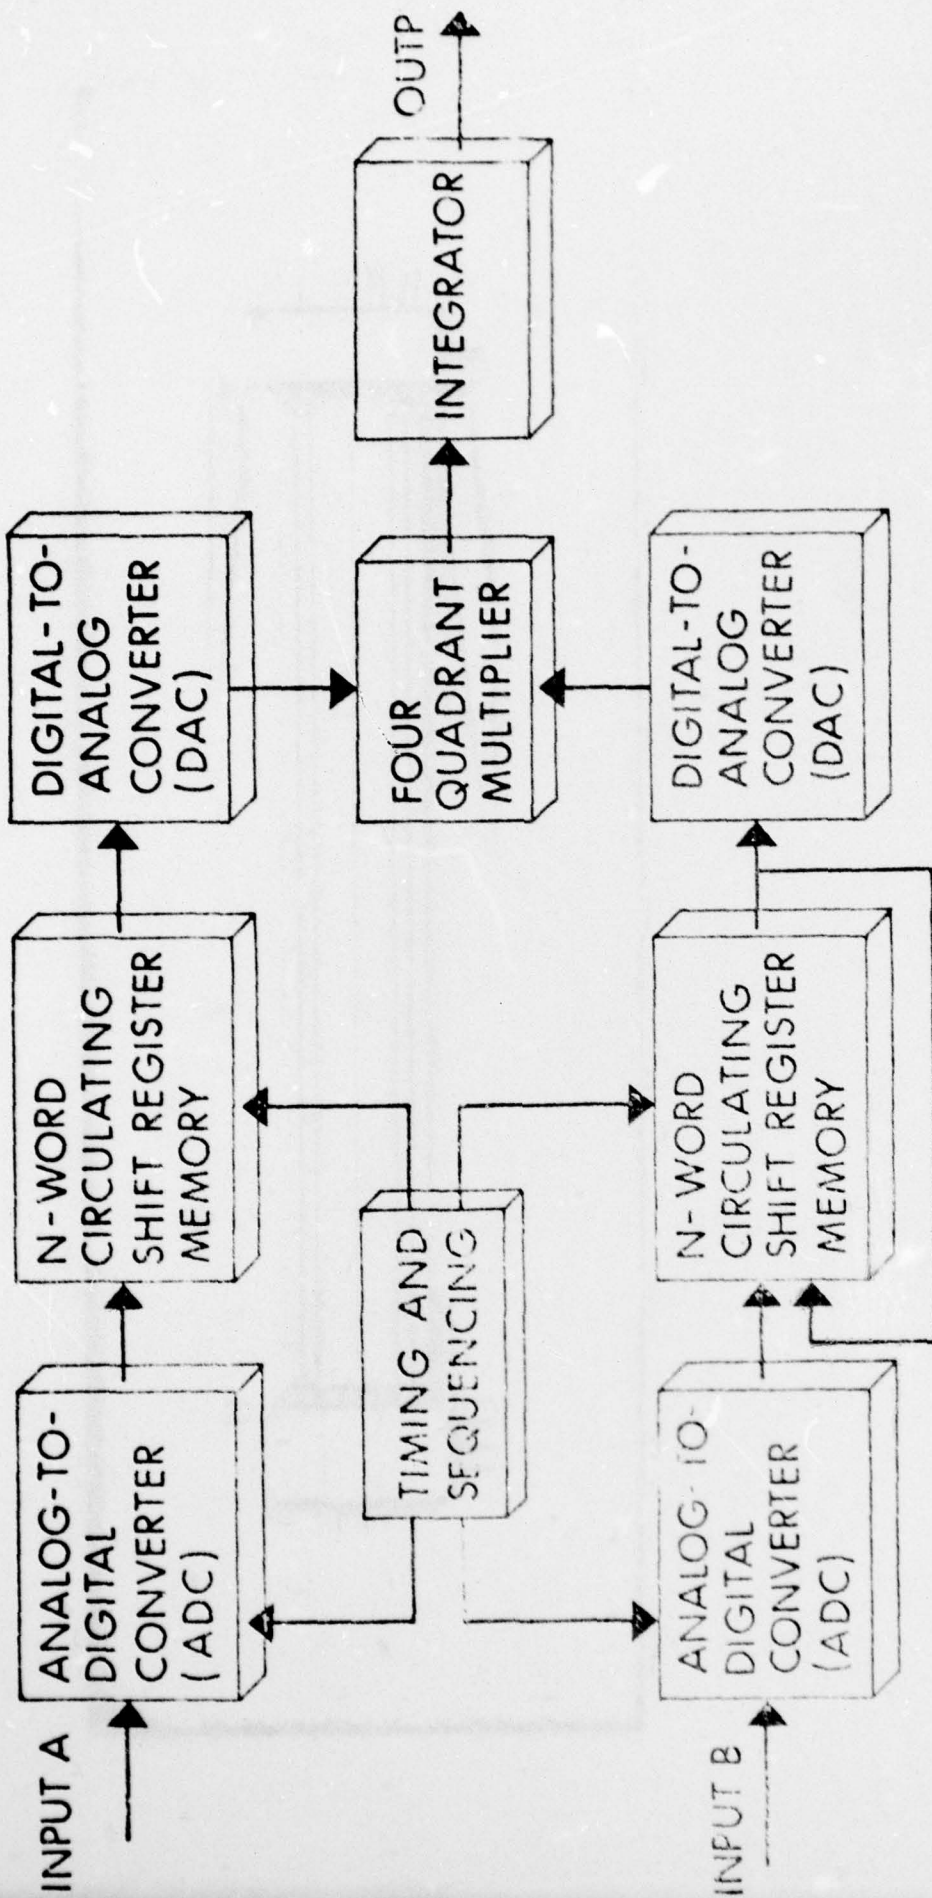 INPUT A
ANALOG-TO-
DIGITAL
CONVERTER
(ADC)
N-WORD
CIRCULATING
SHIFT REGISTER
MEMORY
DIGITAL-TO-
ANALOG
CONVERTER
(DAC)
TIMING AND
SEQUENCING
FOUR
QUADRANT
MULTIPLIER
INTEGRATOR
OUTP
INPUT B
ANALOG-TO-
DIGITAL
CONVERTER
(ADC)
N-WORD
CIRCULATING
SHIFT REGISTER
MEMORY
DIGITAL-TO-
ANALOG
CONVERTER
(DAC)